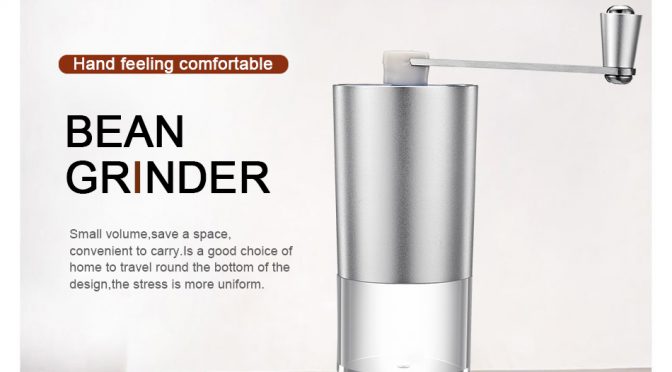 Hand feeling comfortable
BEAN
GRINDER
Small volume,save a space,
convenient to carry.Is a good choice of
home to travel round the bottom of the
design,the stress is more uniform.